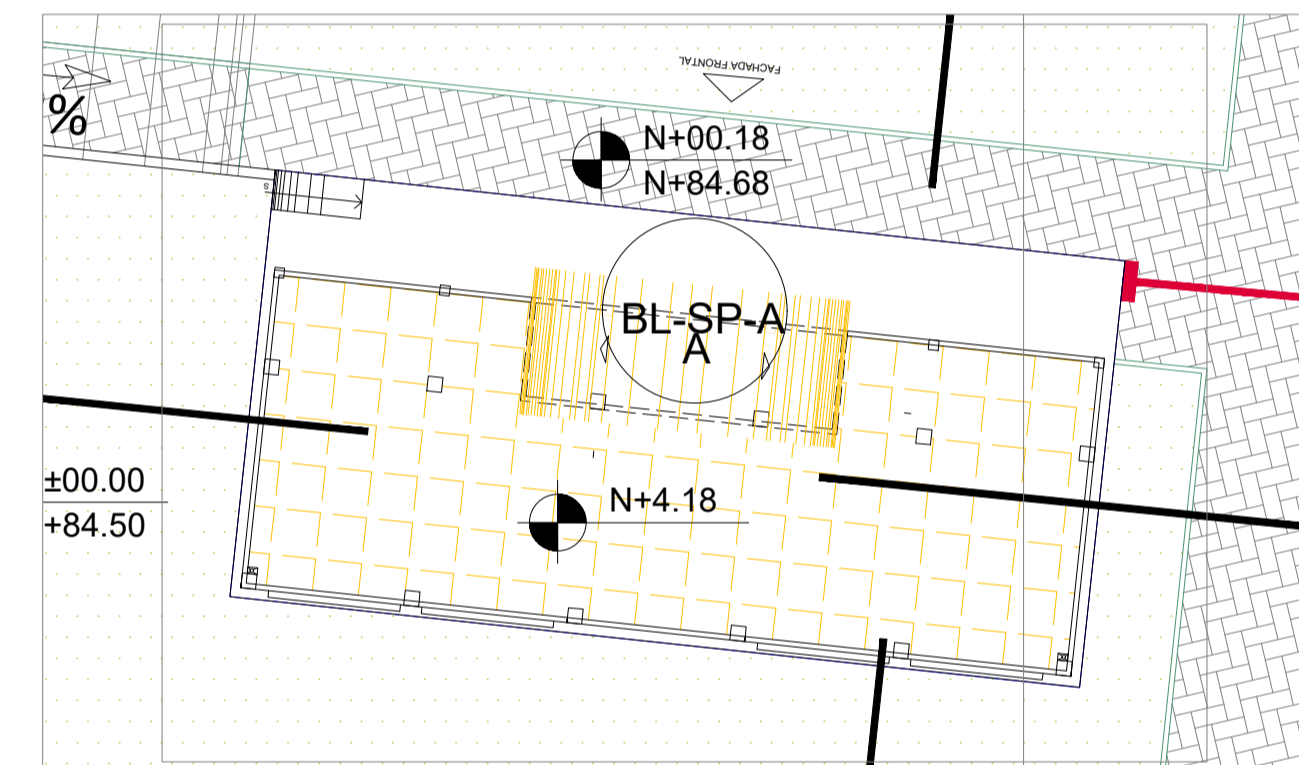 FACHADA FRONTAL
%
N+00.18
N+84.68
S
BL-SP-A
A
±00.00
+84.50
N+4.18